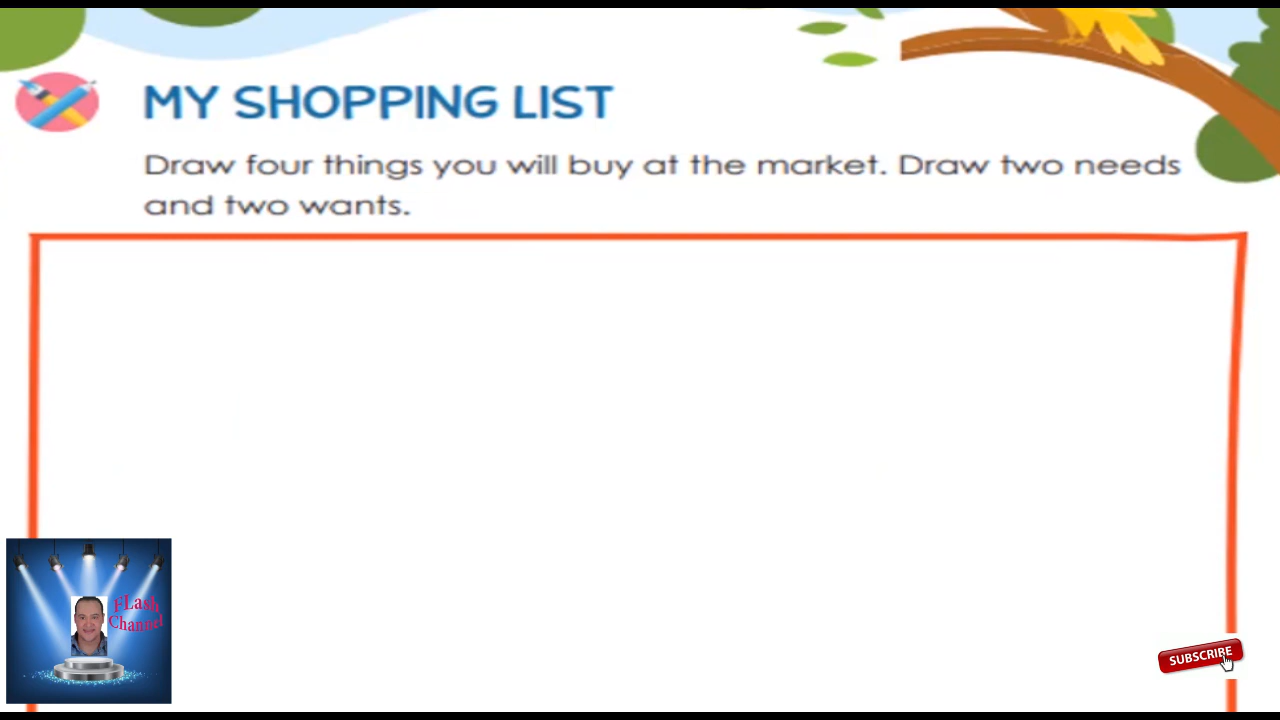 MY SHOPPING LIST
Draw four things you will buy at the market. Draw two needs
and two wants.
FLash
Channel
SUBSCRIBE